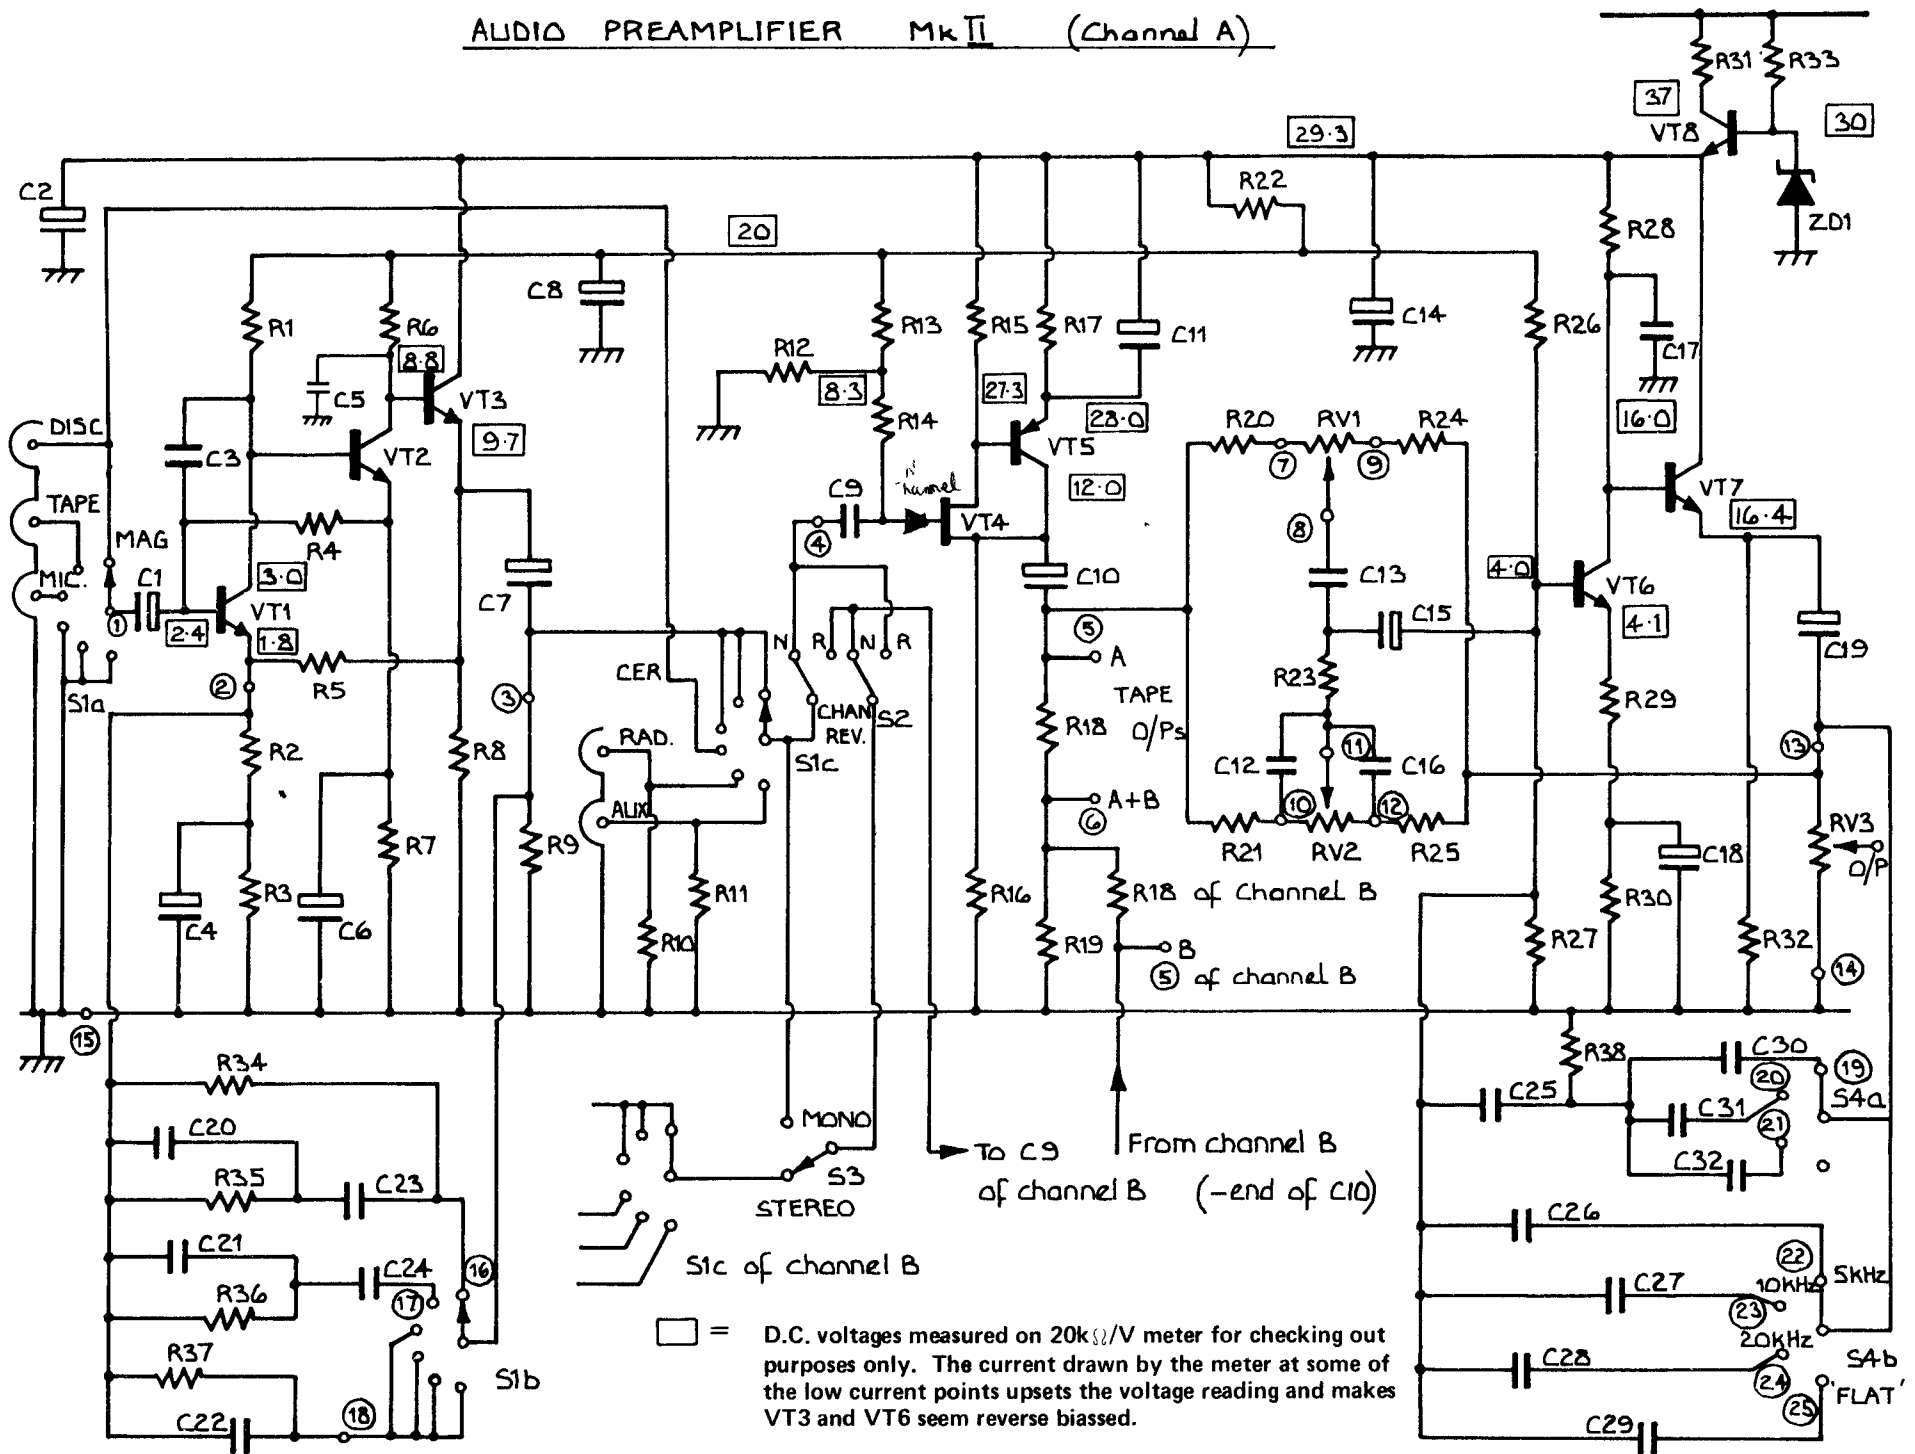 AUDIO PREAMPLIFIER MkII (Channel A)
R31
R33
37
VT8
30
29.3
C2
R22
ZD1
20
R28
C8
R1
R6
R13
R15
R17
C11
C14
R26
C17
R12
8.8
8.3
C5
VT3
R14
27.3
28.0
16.0
R20
RV1
R24
DISC
C3
VT2
9.7
VT5
7
9
12.0
VT7
TAPE
C9
16.4
MAG
R4
4
VT4
8
MIC.
C1
3.0
C7
C10
C13
4.0
VT6
1
2.4
VT1
1.8
5
C15
4.1
C19
N
R
N
R
A
S1a
2
R5
CER
3
CHAN
REV.
S2
TAPE
O/Ps
R23
R29
R2
R8
RAD.
S1c
R18
C12
11
C16
13
AUX
A+B
6
10
12
RV3
O/P
R9
R21
RV2
R25
C18
R7
R3
R11
R16
R18 of Channel B
R30
C4
C6
R10
R19
B
5 of channel B
R27
R32
14
15
R34
R38
C30
19
C25
20
S4a
C20
MONO
C31
21
To C9
of channel B
From channel B
(-end of C10)
R35
C23
S3
STEREO
C32
C26
C21
C24
16
S1c of channel B
22
5kHz
R36
17
C27
10kHz
23
= D.C. voltages measured on 20kΩ/V meter for checking out
purposes only. The current drawn by the meter at some of
the low current points upsets the voltage reading and makes
VT3 and VT6 seem reverse biassed.
20kHz
R37
S1b
C28
24
S4b
'FLAT'
25
C22
18
C29